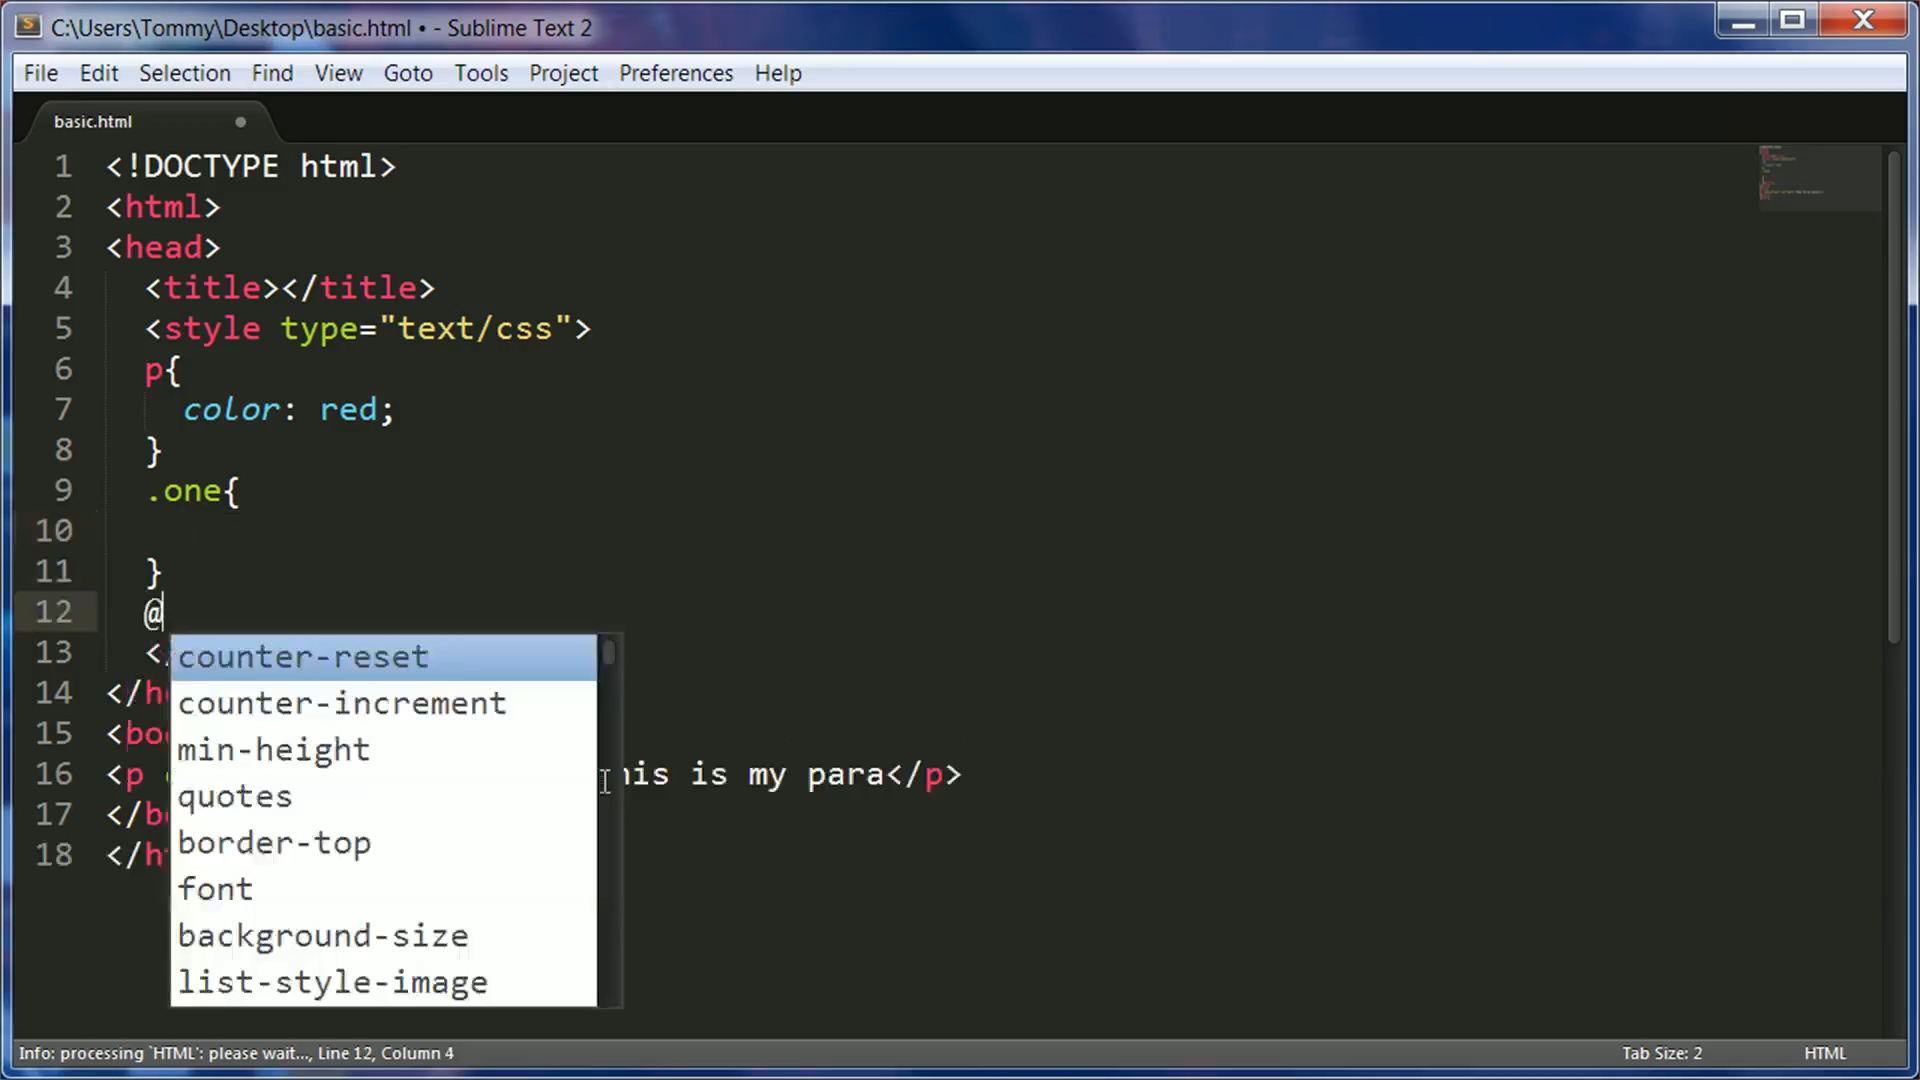 C:\Users\Tommy\Desktop\basic.html • - Sublime Text 2
File Edit Selection Find View Goto Tools Project Preferences Help
basic.html
1 <!DOCTYPE html>
2 <html>
3 <head>
4 <title></title>
5 <style type="text/css">
6 p{
7 color: red;
8 }
9 .one{
10
11 }
12 @
13 </
counter-reset
14 </h
counter-increment
15 <bo
min-height
16 <p his is my para</p>
quotes
17 </b
border-top
18 </h
font
background-size
list-style-image
Info: processing `HTML': please wait..., Line 12, Column 4 Tab Size: 2 HTML